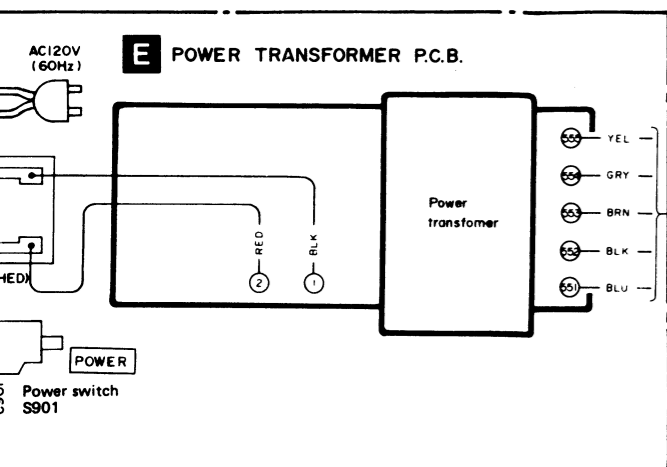 AC120V
(60Hz)
E POWER TRANSFORMER P.C.B.
555 YEL
554 GRY
553 BRN
552 BLK
551 BLU
Power
transfomer
RED
BLK
2
1
HED)
POWER
Power switch
S901